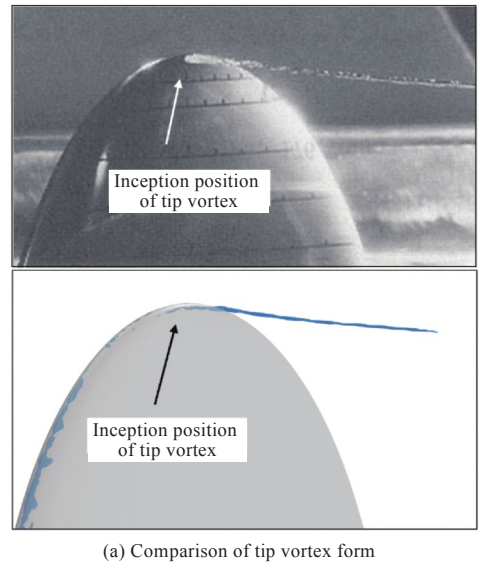 Inception position
of tip vortex
Inception position
of tip vortex
(a) Comparison of tip vortex form